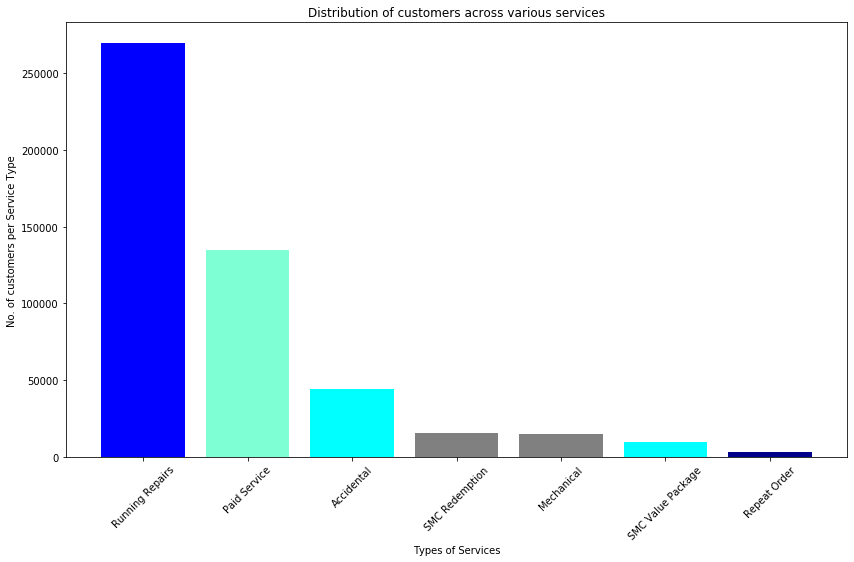 Distribution of customers across various services
No. of customers per Service Type
250000
200000
150000
100000
50000
0
Running Repairs
Paid Service
Accidental
SMC Redemption
Mechanical
SMC Value Package
Repeat Order
Types of Services